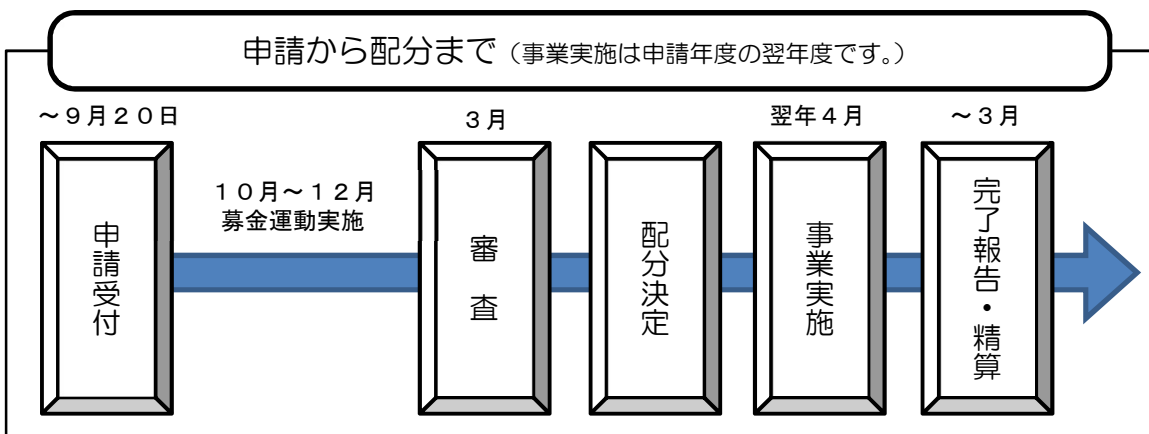 申請から配分まで（事業実施は申請年度の翌年度です。）
～９月２０日
３月
翌年４月
～３月
申請受付
１０月～１２月
募金運動実施
審査
配分決定
事業実施
完了報告・精算